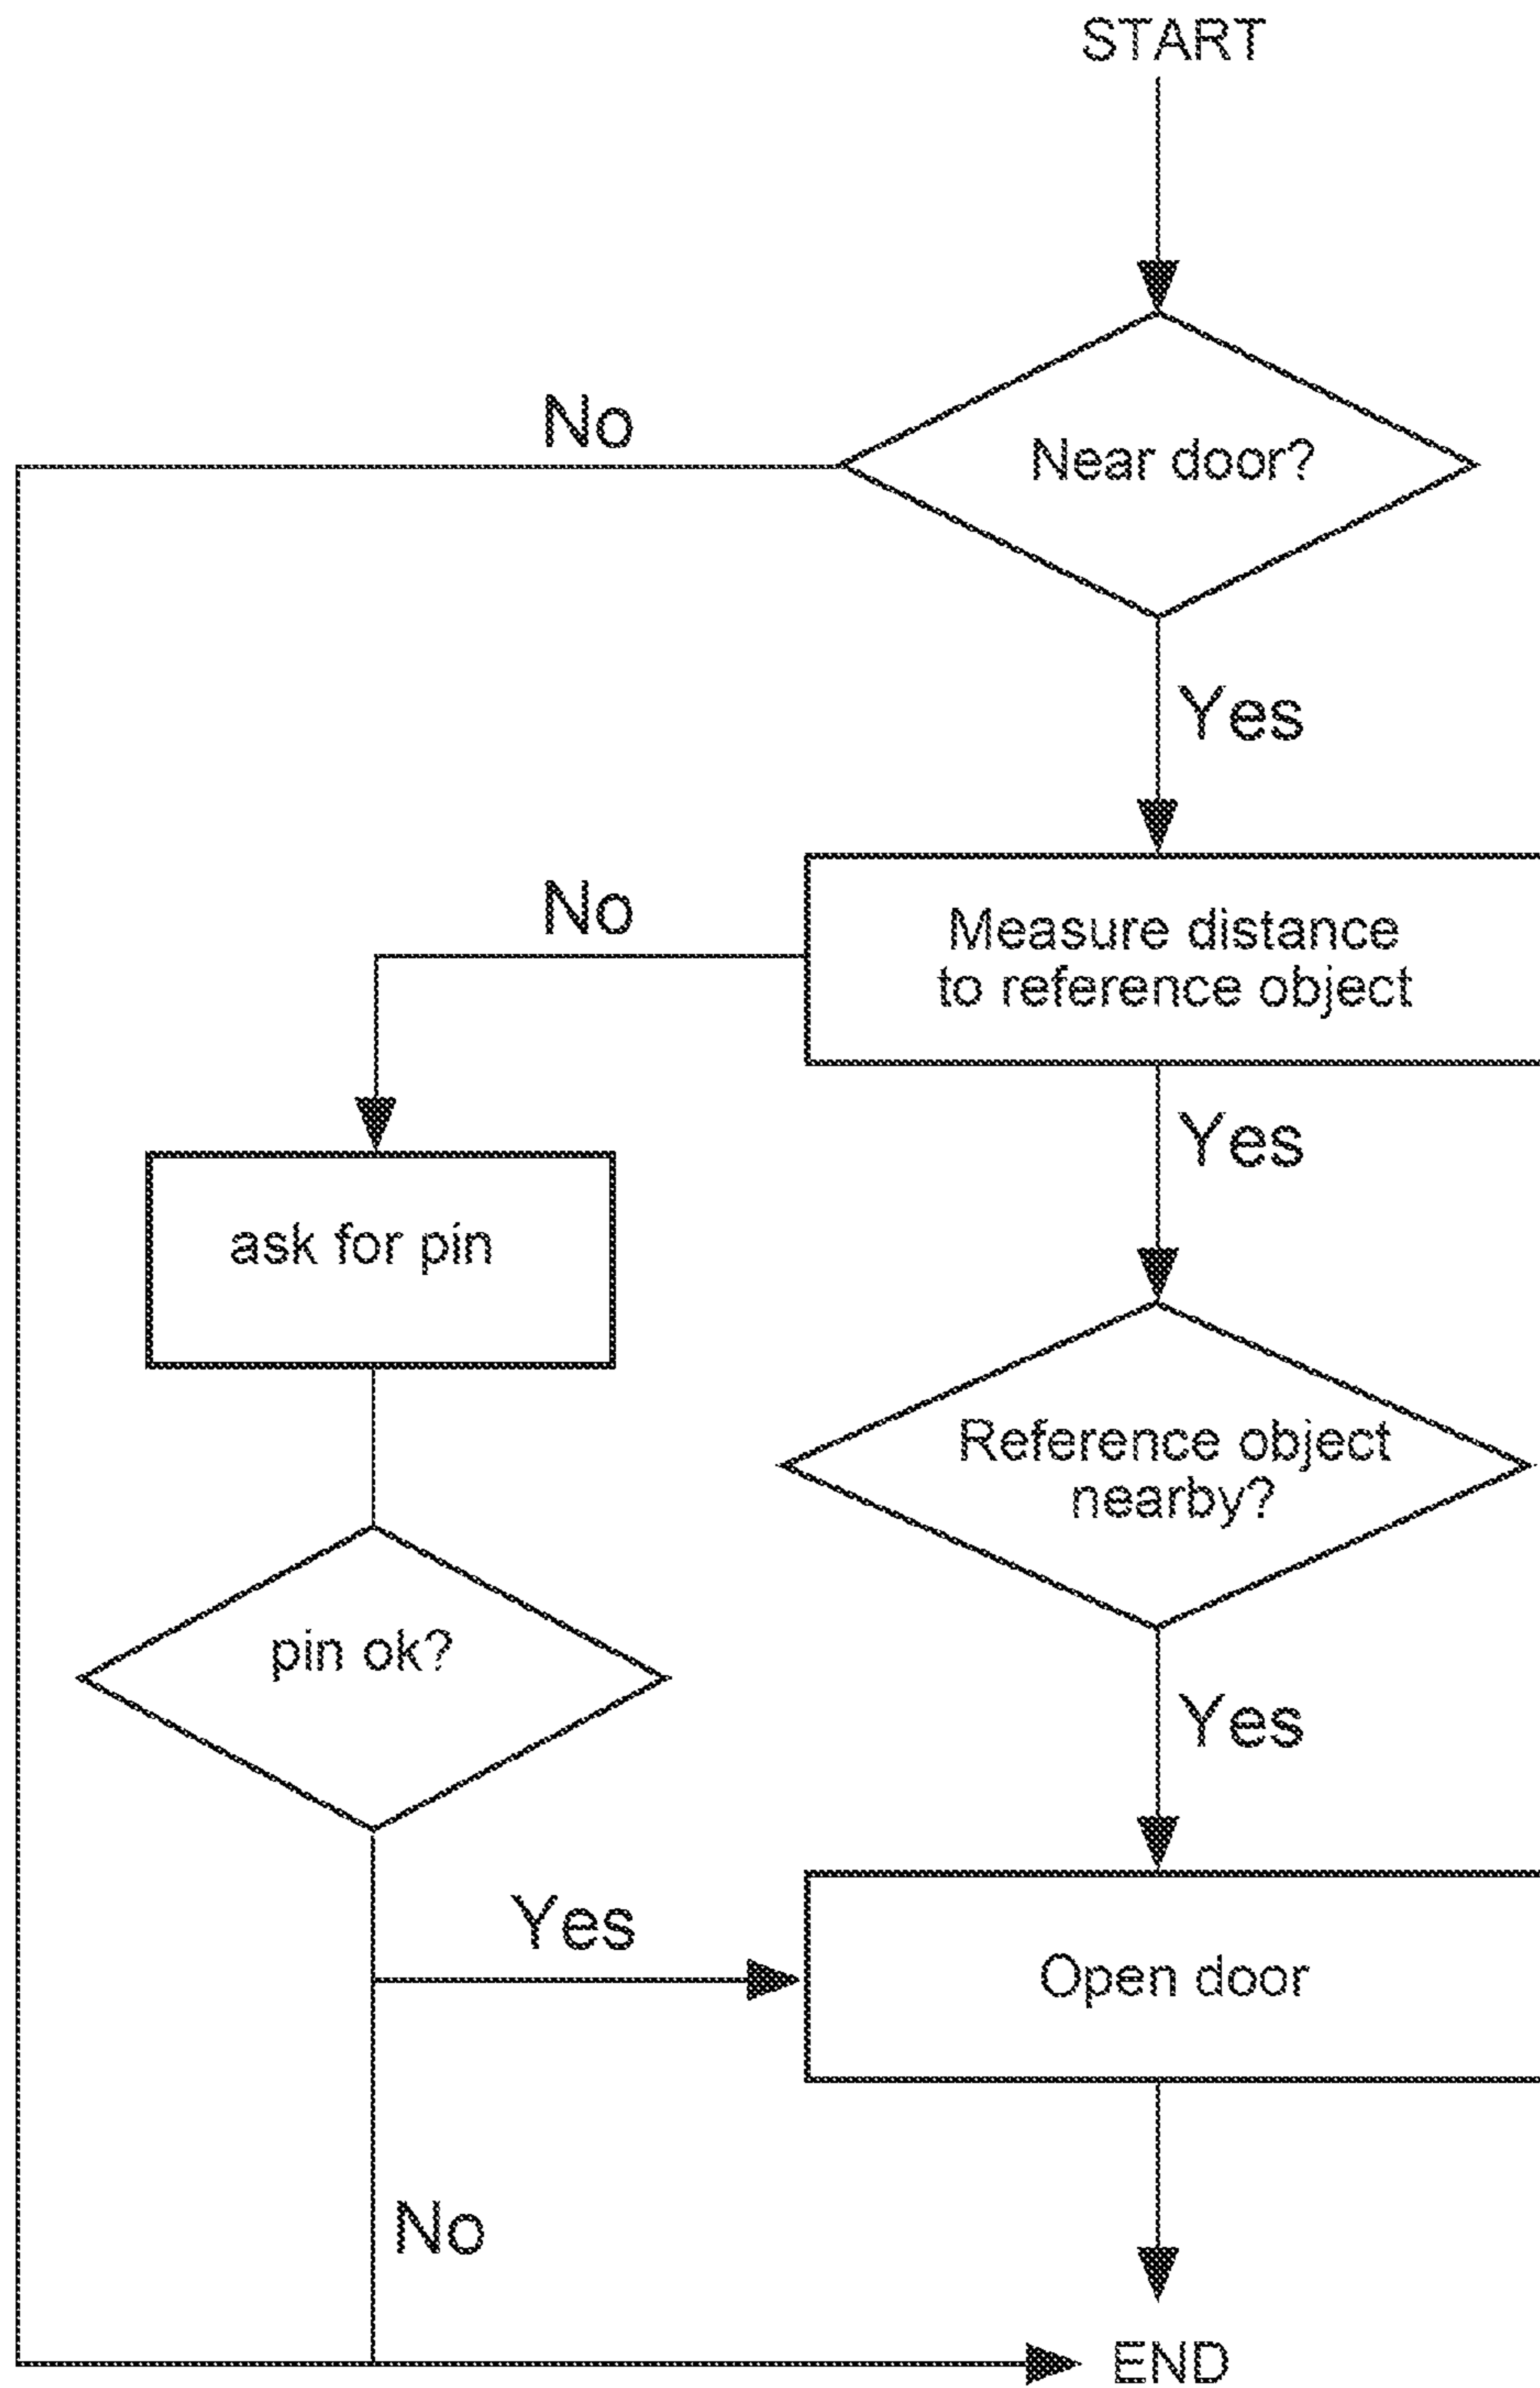 START
No
Near door?
Yes
No
Measure distance
to reference object
Yes
ask for pin
Reference object
nearby?
pin ok?
Yes
Yes
Open door
No
END